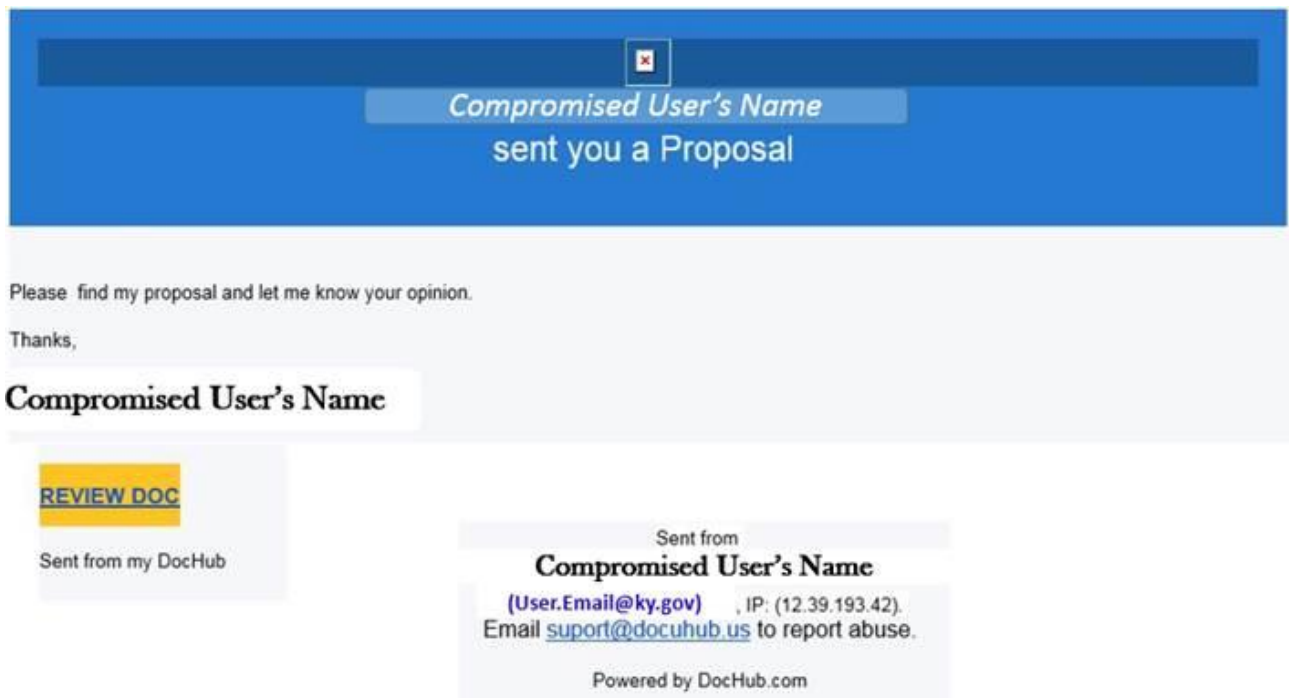 Compromised User's Name
sent you a Proposal
Please find my proposal and let me know your opinion.
Thanks,
Compromised User's Name
REVIEW DOC
Sent from my DocHub
Sent from
Compromised User's Name
(User.Email@ky.gov) , IP: (12.39.193.42).
Email suport@docuhub.us to report abuse.
Powered by DocHub.com